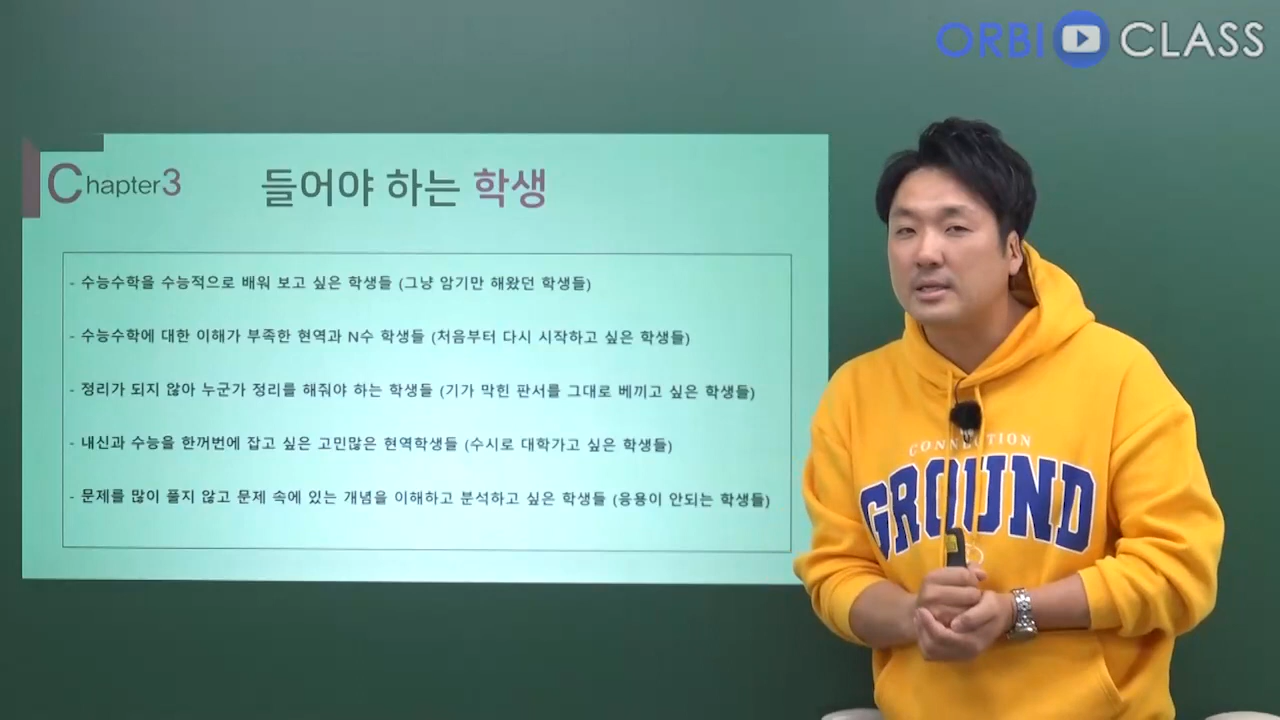 ORBI CLASS
Chapter3
들어야 하는 학생
- 수능수학을 수능적으로 배워 보고 싶은 학생들 (그냥 암기만 해왔던 학생들)
- 수능수학에 대한 이해가 부족한 현역과 N수 학생들 (처음부터 다시 시작하고 싶은 학생들)
- 정리가 되지 않아 누군가 정리를 해줘야 하는 학생들 (기가 막힌 판서를 그대로 베끼고 싶은 학생들)
- 내신과 수능을 한꺼번에 잡고 싶은 고민많은 현역학생들 (수시로 대학가고 싶은 학생들)
- 문제를 많이 풀지 않고 문제 속에 있는 개념을 이해하고 분석하고 싶은 학생들 (응용이 안되는 학생들)
CONNECTION
GROUND